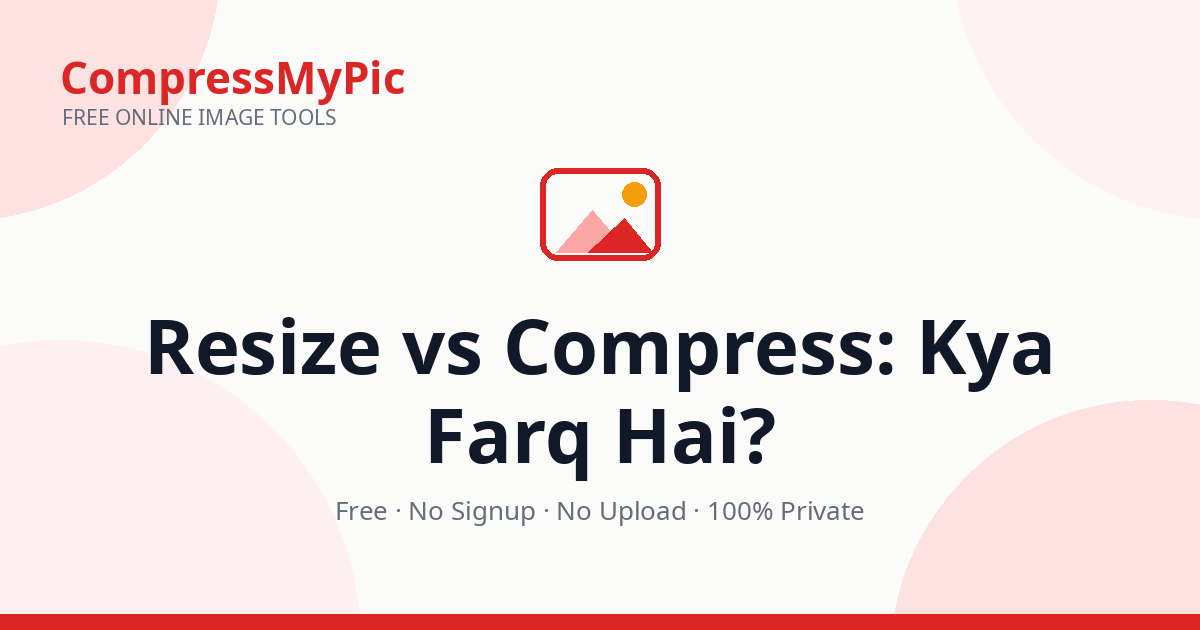 CompressMyPic
FREE ONLINE IMAGE TOOLS
Resize vs Compress: Kya
Farq Hai?
Free · No Signup · No Upload · 100% Private